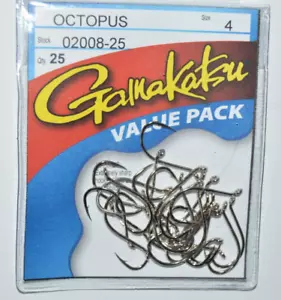 OCTOPUS
Size 4
Stock 02008-25
Qty. 25
Gamakatsu
VALUE PACK